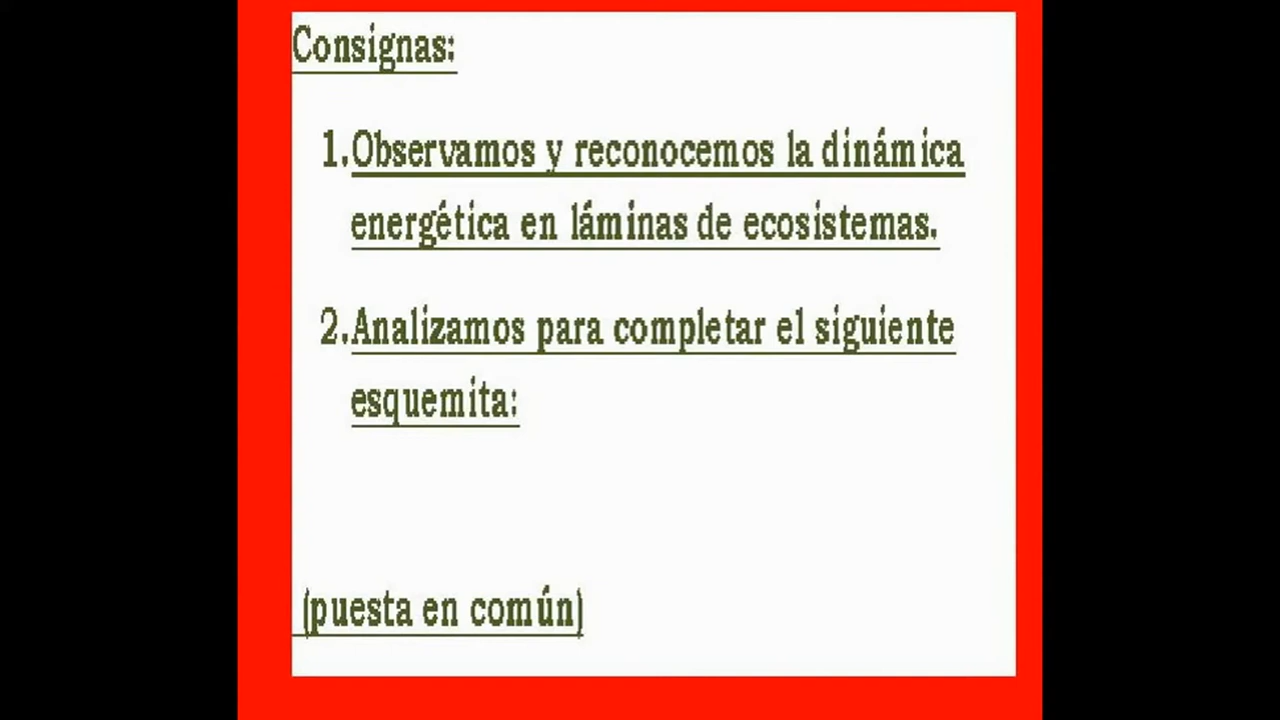 Consignas:
1.Observamos y reconocemos la dinámica
energética en láminas de ecosistemas.
2.Analizamos para completar el siguiente
esquemita:
(puesta en común)